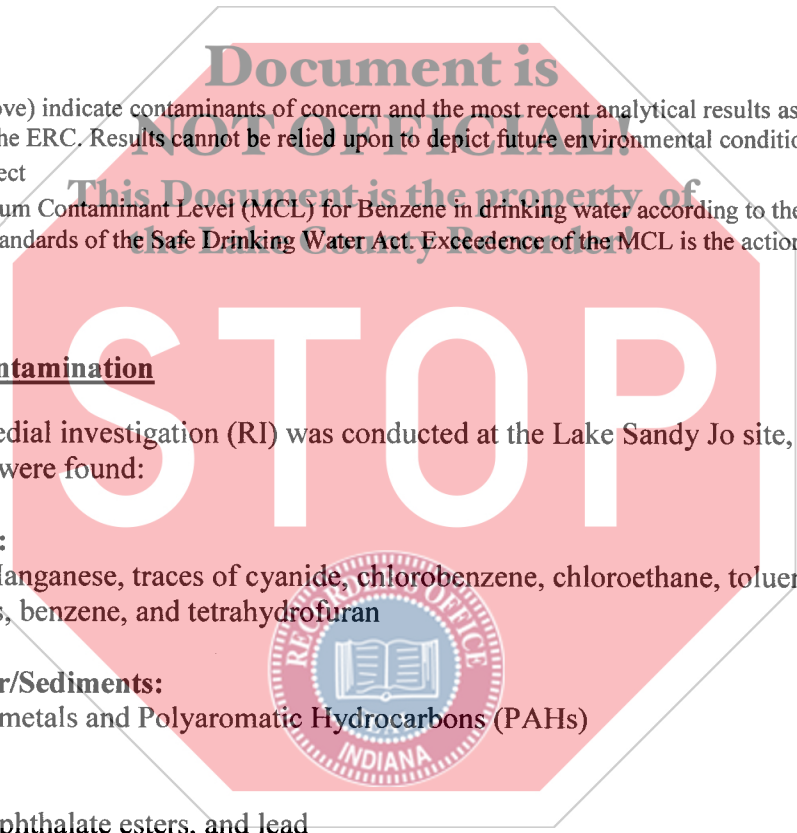 Document is
ove) indicate contaminants of concern and the most recent analytical results as
he ERC. Results cannot be relied upon to depict future environmental conditio
NOT OFFICIAL!
ect
This Document is the property of
um Contaminant Level (MCL) for Benzene in drinking water according to the
andards of the Safe Drinking Water Act. Exceedence of the MCL is the action
the Lake County Recorder!
ntamination
edial investigation (RI) was conducted at the Lake Sandy Jo site,
were found:
STOP
:
Manganese, traces of cyanide, chlorobenzene, chloroethane, toluen
s, benzene, and tetrahydrofuran
RECORDER'S OFFICE
r/Sediments:
metals and Polyaromatic Hydrocarbons (PAHs)
INDIANA
phthalate esters, and lead